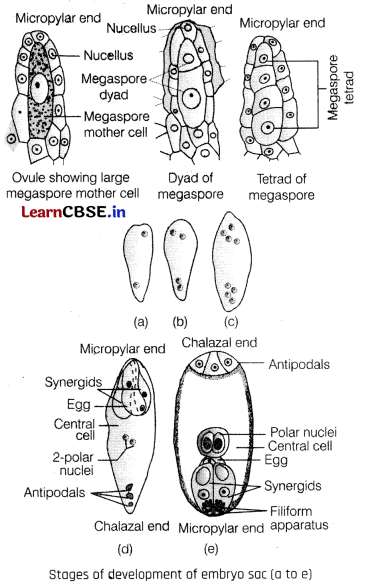 Micropylar end
Nucellus
Micropylar end
Micropylar end
Nucellus
Megaspore
dyad
Megaspore
mother cell
Megaspore
tetrad
Ovule showing large
megaspore mother cell
Dyad of
megaspore
Tetrad of
megaspore
LearnCBSE.in
(a)
(b)
(c)
Micropylar end
Synergids
Egg
Central
cell
2-polar
nuclei
Antipodals
Chalazal end
(d)
Chalazal end
Antipodals
Polar nuclei
Central cell
Egg
Synergids
Filiform
apparatus
Micropylar end
(e)
Stages of development of embryo sac (a to e)